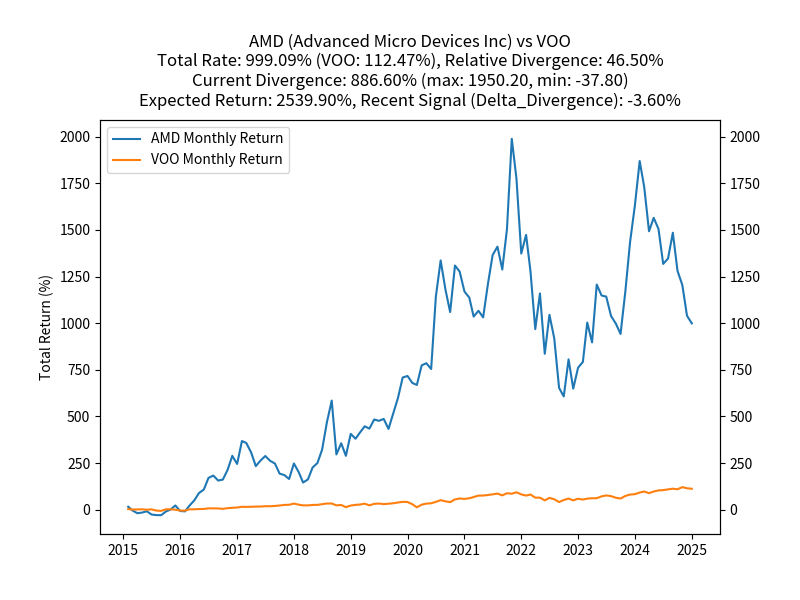 AMD (Advanced Micro Devices Inc) vs VOO
Total Rate: 999.09% (VOO: 112.47%), Relative Divergence: 46.50%
Current Divergence: 886.60% (max: 1950.20, min: -37.80)
Expected Return: 2539.90%, Recent Signal (Delta_Divergence): -3.60%
AMD Monthly Return
VOO Monthly Return
Total Return (%)
2000
1750
1500
1250
1000
750
500
250
0
2000
1750
1500
1250
1000
750
500
250
0
2015 2016 2017 2018 2019 2020 2021 2022 2023 2024 2025